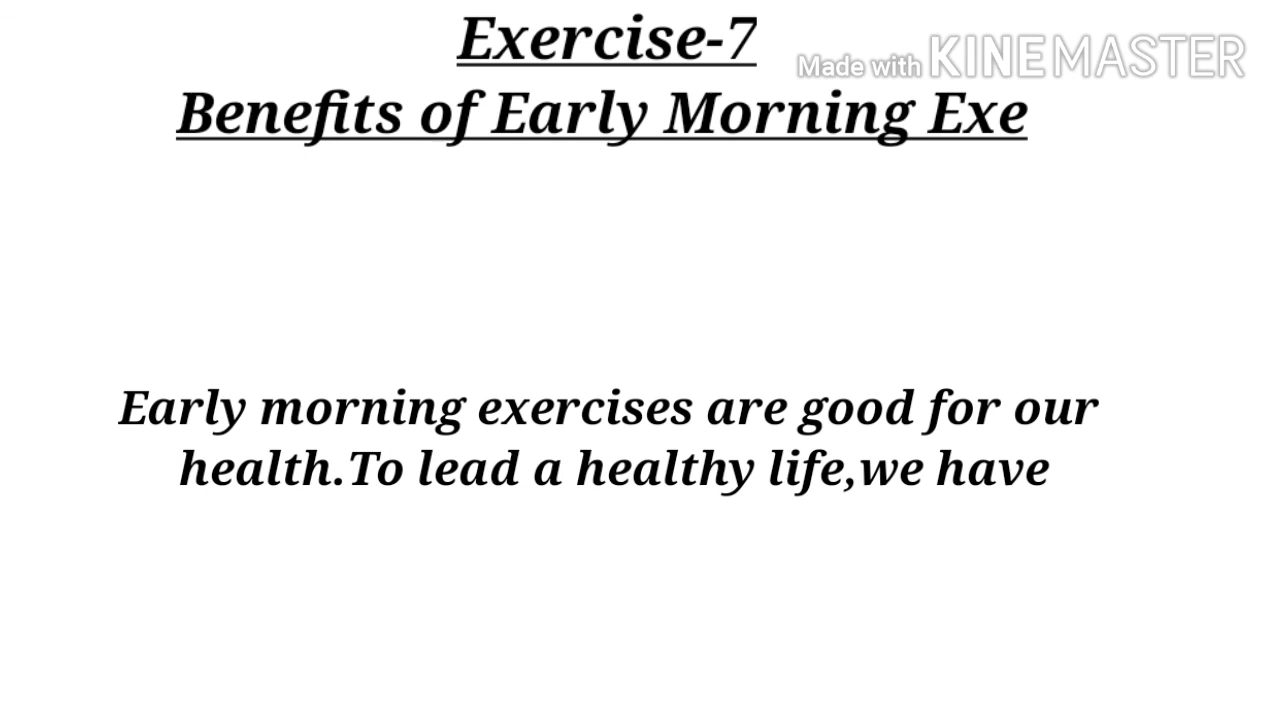 Exercise-7
Made with KINEMASTER
Benefits of Early Morning Exe
Early morning exercises are good for our
health.To lead a healthy life,we have